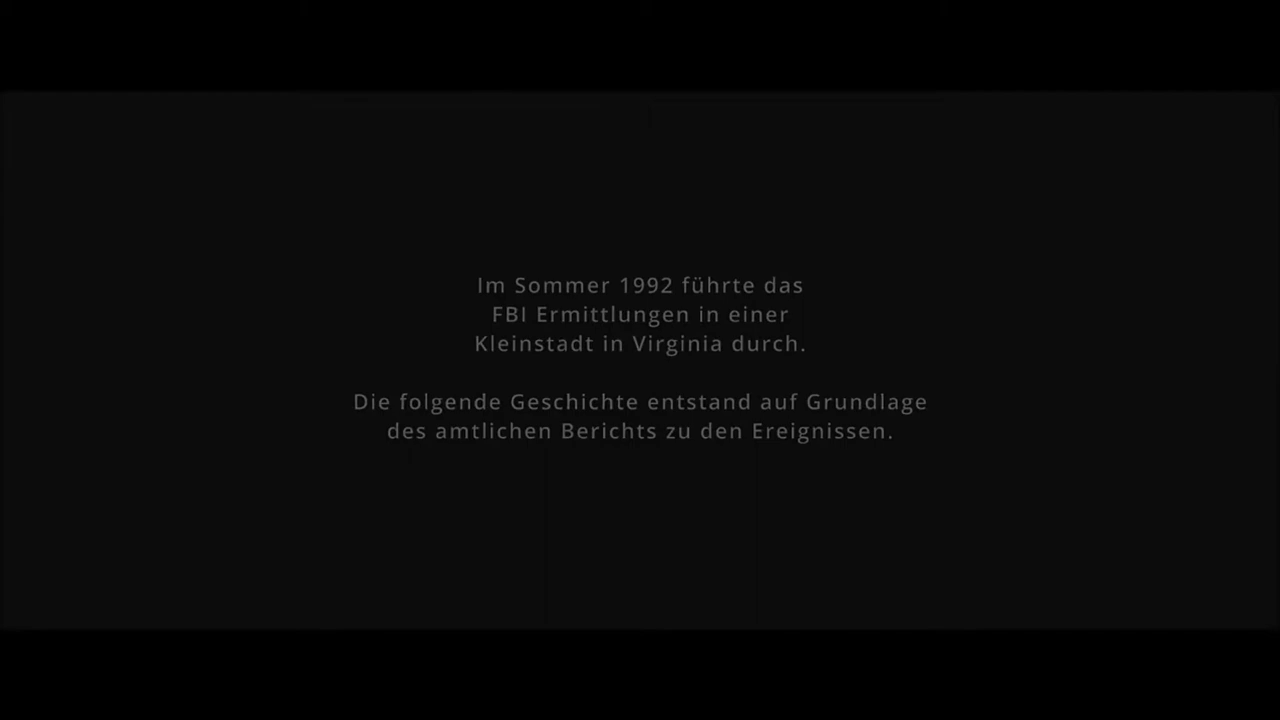 Im Sommer 1992 führte das
FBI Ermittlungen in einer
Kleinstadt in Virginia durch.
Die folgende Geschichte entstand auf Grundlage
des amtlichen Berichts zu den Ereignissen.